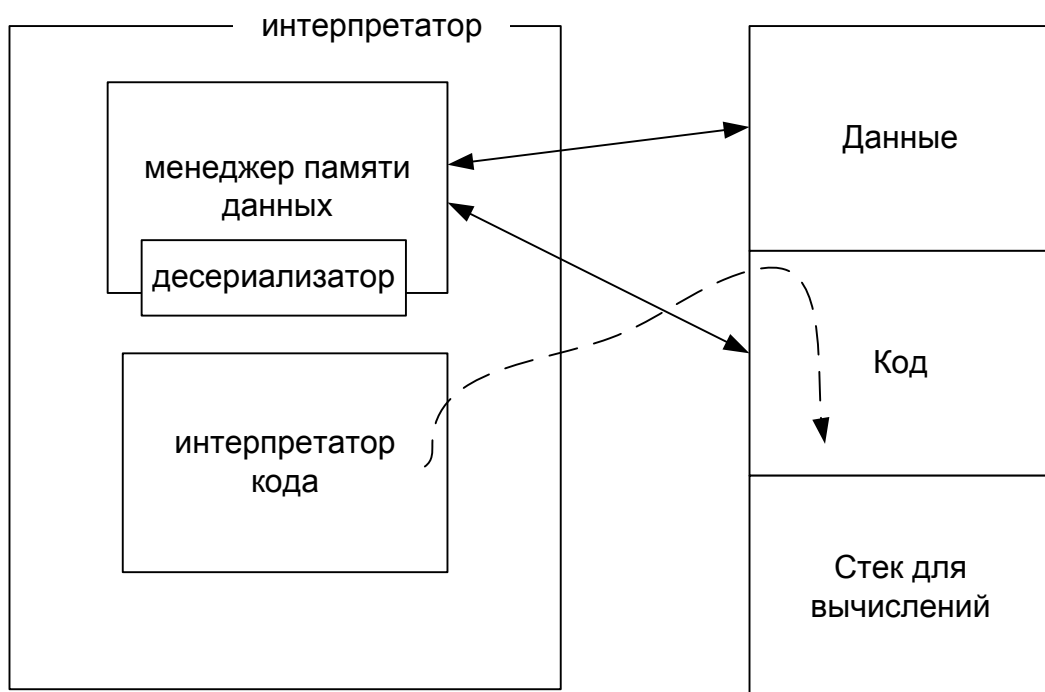 интерпретатор
менеджер памяти
данных
десериализатор
интерпретатор
кода
Данные
Код
Стек для
вычислений